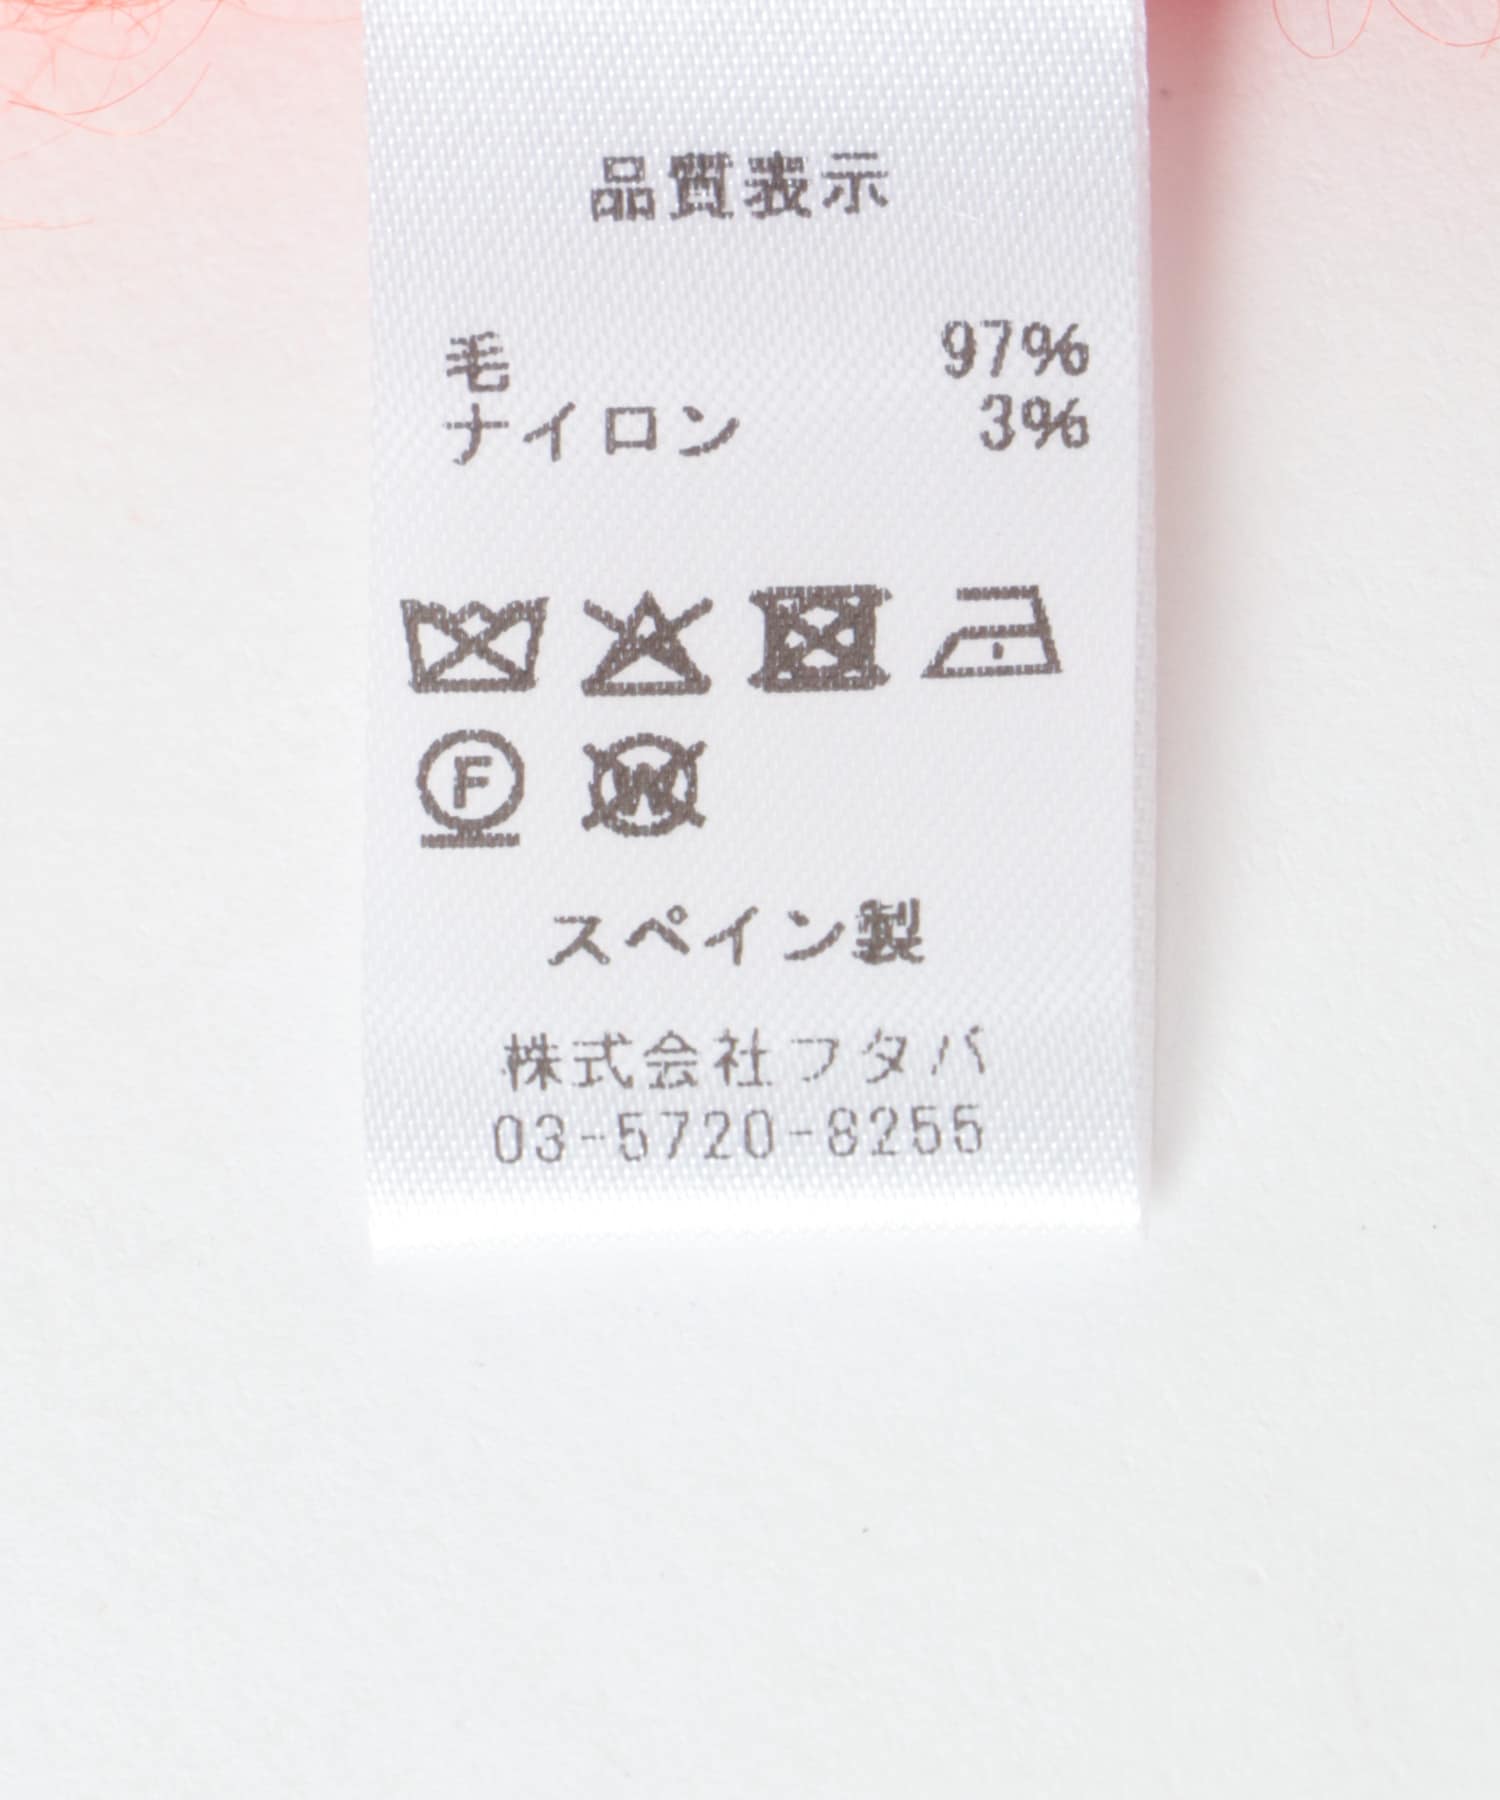 品質表示
毛 97%
ナイロン 3%
F W
スペイン製
株式会社フタバ
03-5720-8255